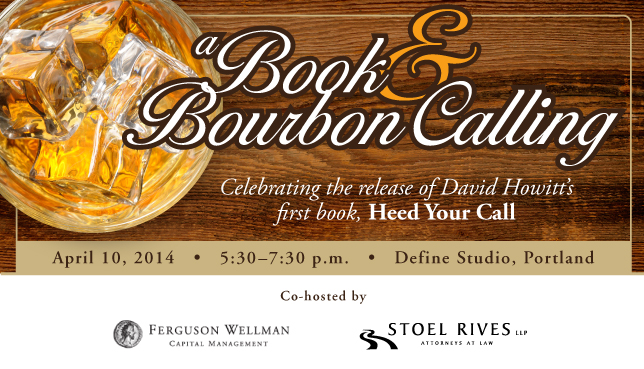 a Book &
Bourbon Calling
Celebrating the release of David Howitt's
first book, Heed Your Call
April 10, 2014 • 5:30–7:30 p.m. • Define Studio, Portland
Co-hosted by
FERGUSON WELLMAN
CAPITAL MANAGEMENT
STOEL RIVES LLP
ATTORNEYS AT LAW